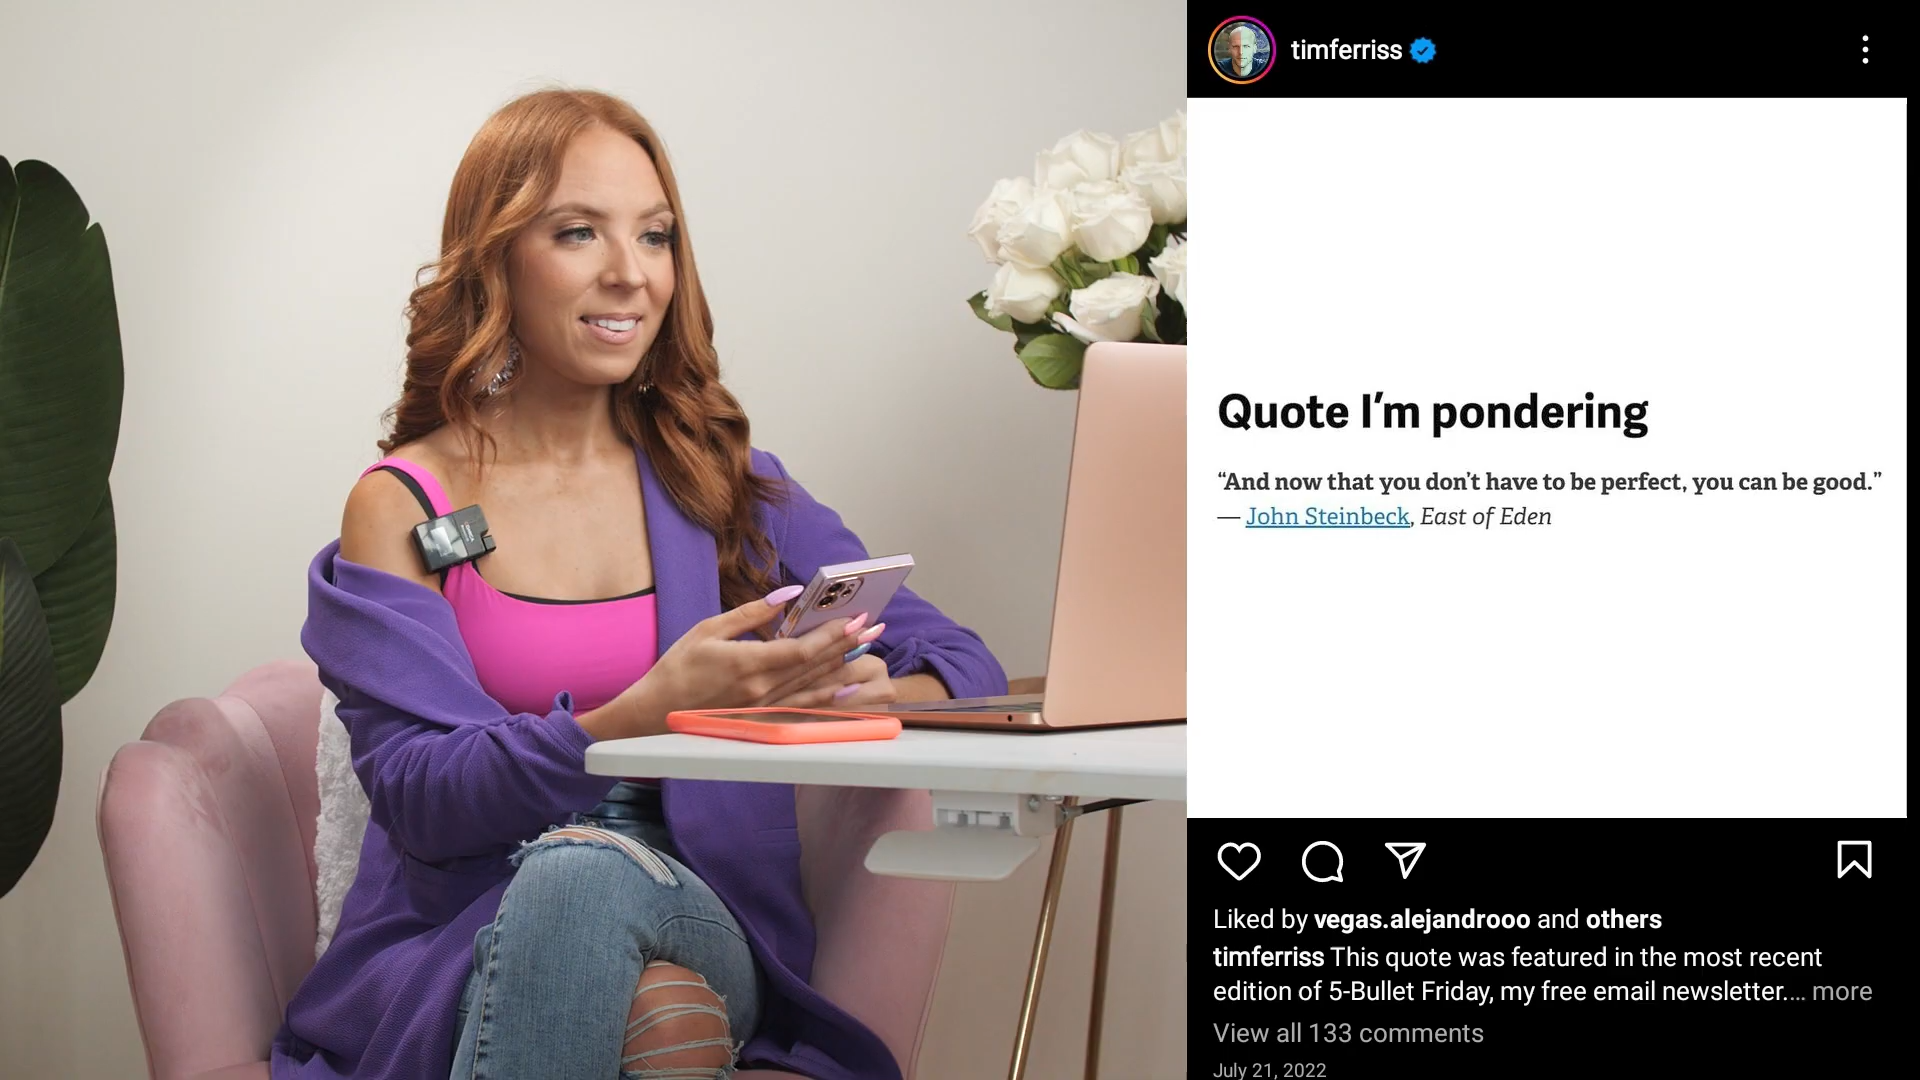 timferriss
Quote I'm pondering
“And now that you don't have to be perfect, you can be good.”
— John Steinbeck, East of Eden
Liked by vegas.alejandrooo and others
timferriss This quote was featured in the most recent
edition of 5-Bullet Friday, my free email newsletter.... more
View all 133 comments
July 21, 2022